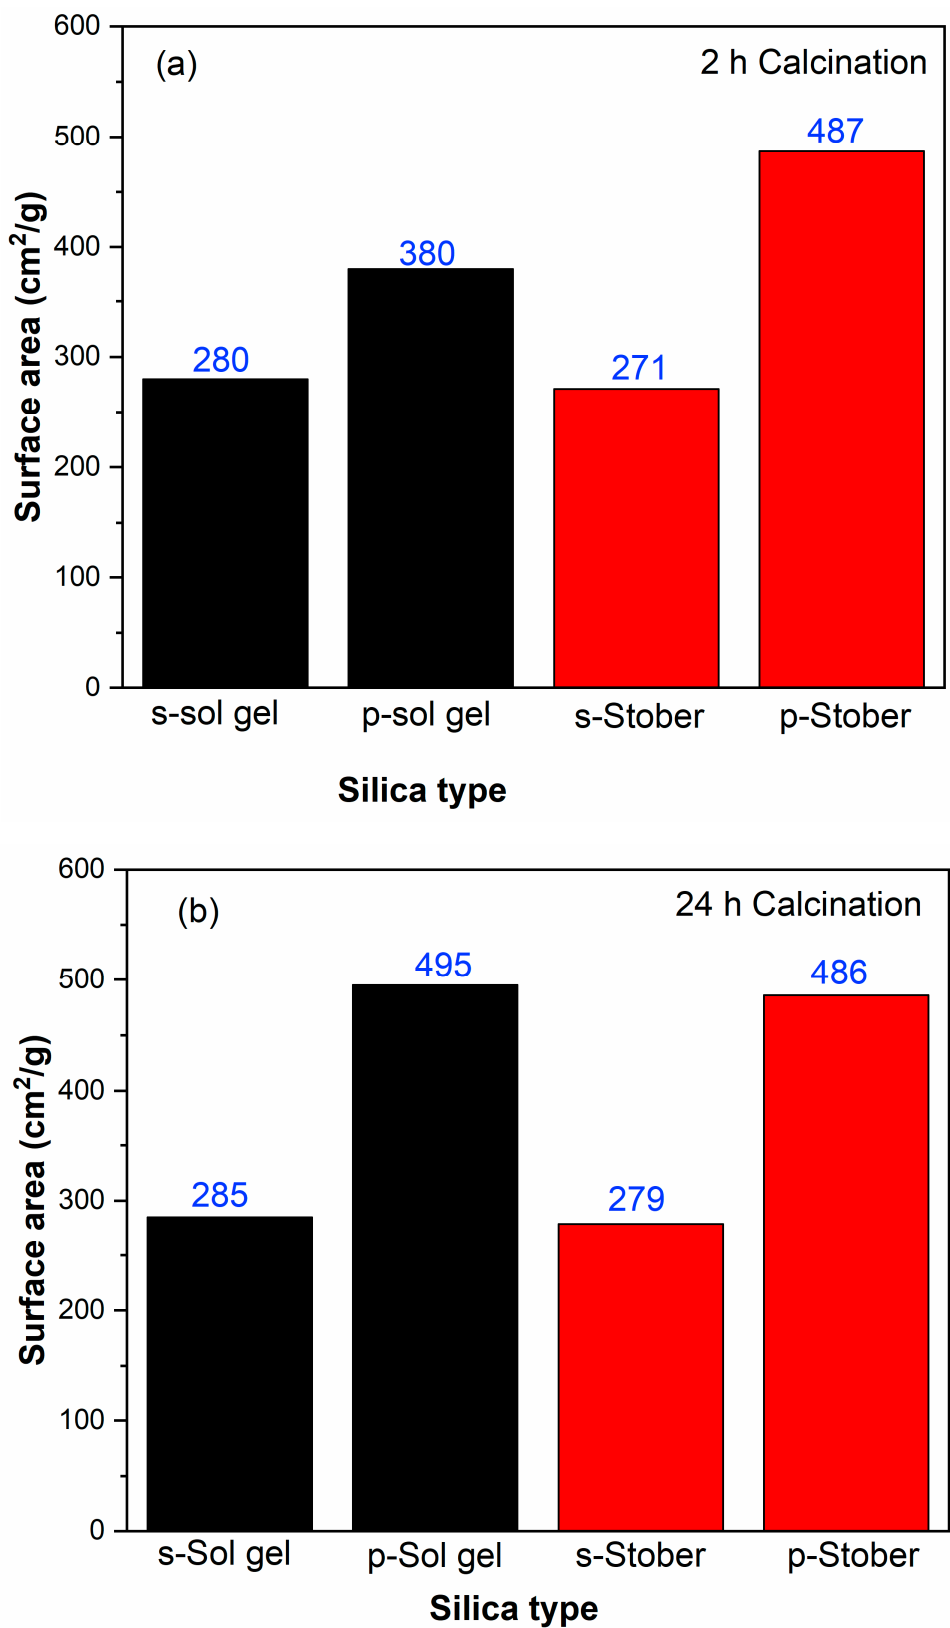 (a)
2 h Calcination
600
500
400
300
200
100
0
Surface area (cm²/g)
280
380
271
487
s-sol gel
p-sol gel
s-Stober
p-Stober
Silica type
(b)
24 h Calcination
600
500
400
300
200
100
0
Surface area (cm²/g)
285
495
279
486
s-Sol gel
p-Sol gel
s-Stober
p-Stober
Silica type